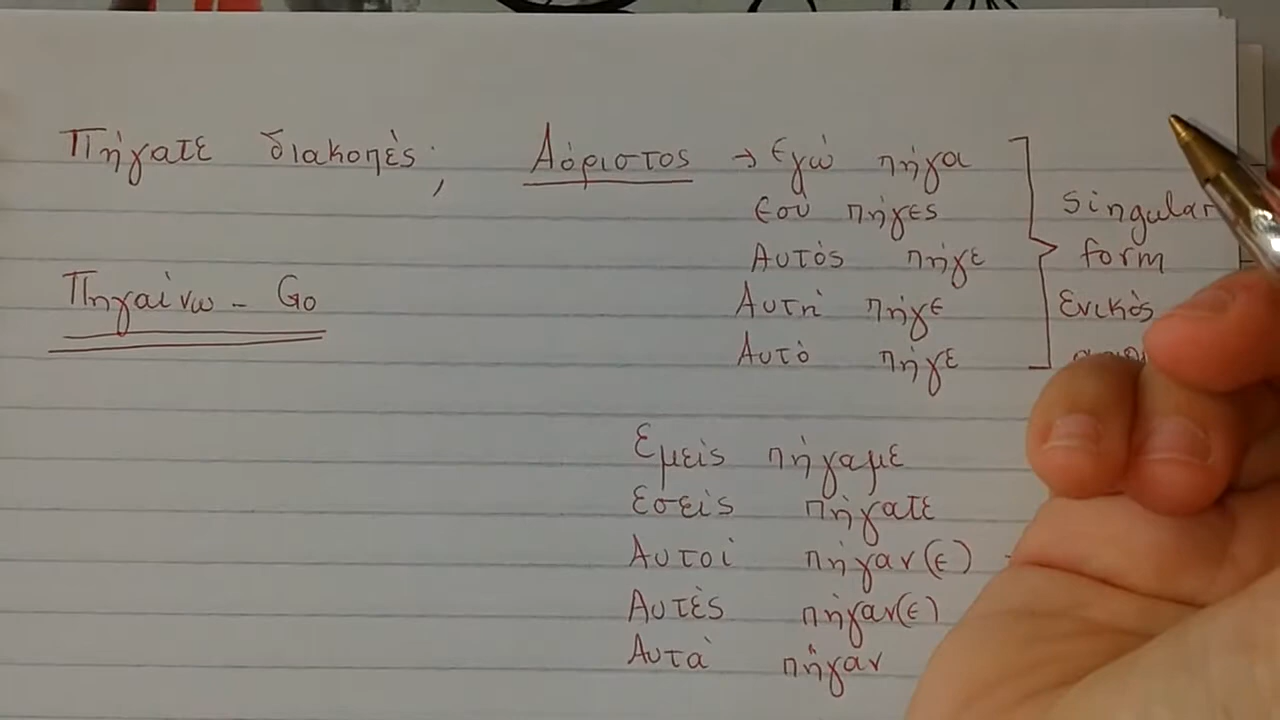 Πήγατε διακοπές; Αόριστος → Εγώ πήγα
Εσύ πήγες
Αυτός πήγε
Αυτή πήγε
Αυτό πήγε
singular
form
Ενικός
Πηγαίνω - Go
Εμείς πήγαμε
Εσείς πήγατε
Αυτοί πήγαν(ε)
Αυτές πήγαν(ε)
Αυτά πήγαν